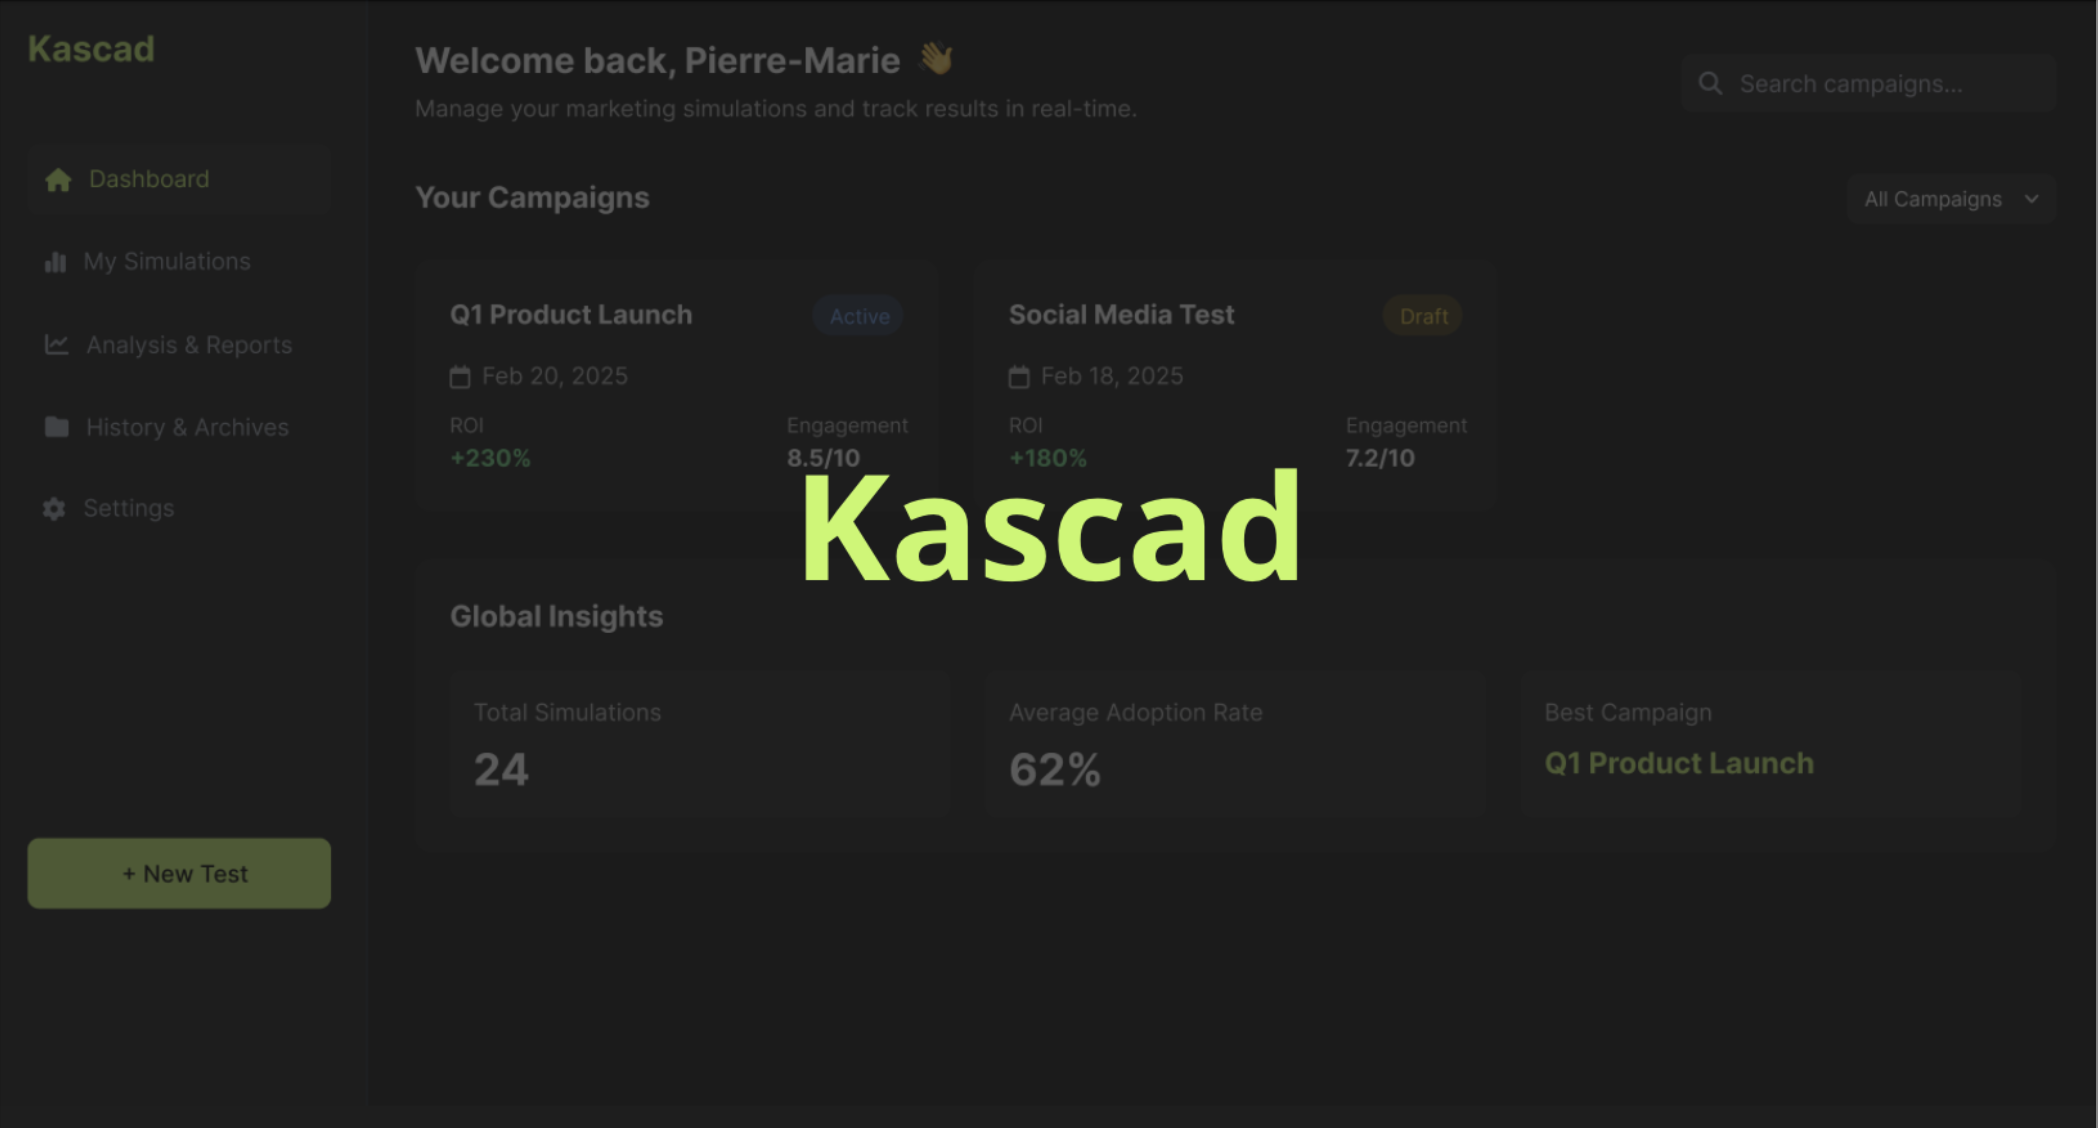 Kascad
Dashboard
My Simulations
Analysis & Reports
History & Archives
Settings
+ New Test
Welcome back, Pierre-Marie 👋
Manage your marketing simulations and track results in real-time.
Search campaigns...
Your Campaigns
All Campaigns
Q1 Product Launch
Active
Feb 20, 2025
ROI
+230%
Engagement
8.5/10
Social Media Test
Draft
Feb 18, 2025
ROI
+180%
Engagement
7.2/10
Kascad
Global Insights
Total Simulations
24
Average Adoption Rate
62%
Best Campaign
Q1 Product Launch